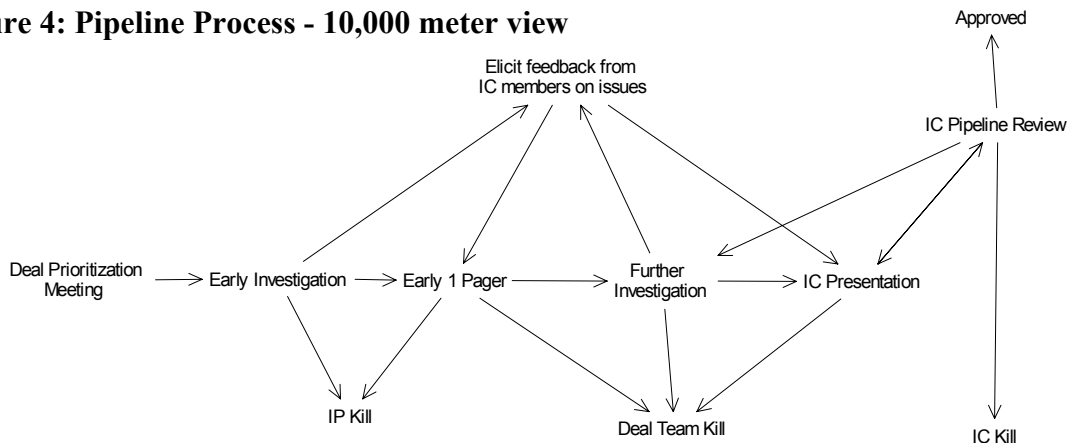 ure 4: Pipeline Process - 10,000 meter view
Approved
Elicit feedback from
IC members on issues
IC Pipeline Review
Deal Prioritization
Meeting
Early Investigation
Early 1 Pager
Further
Investigation
IC Presentation
IP Kill
Deal Team Kill
IC Kill